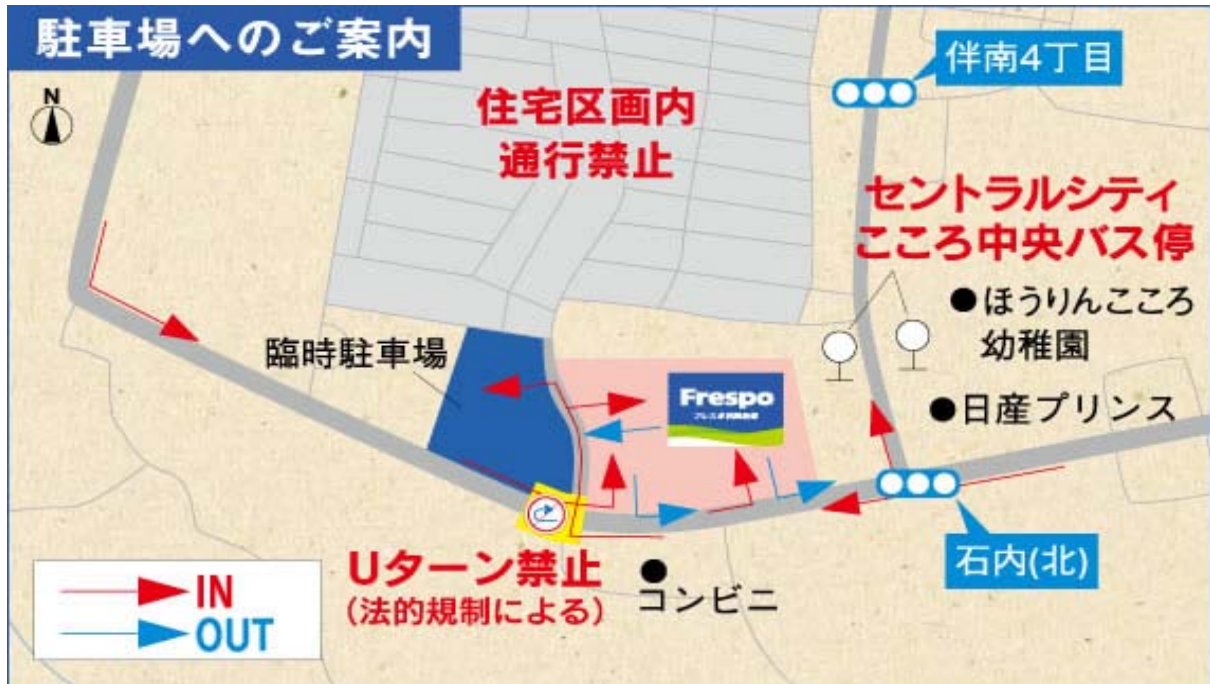 駐車場へのご案内
N
伴南4丁目
住宅区画内
通行禁止
セントラルシティ
こころ中央バス停
●ほうりんこころ
幼稚園
臨時駐車場
Frespo
●日産プリンス
Uターン禁止
(法的規制による)
●
コンビニ
石内(北)
IN
OUT